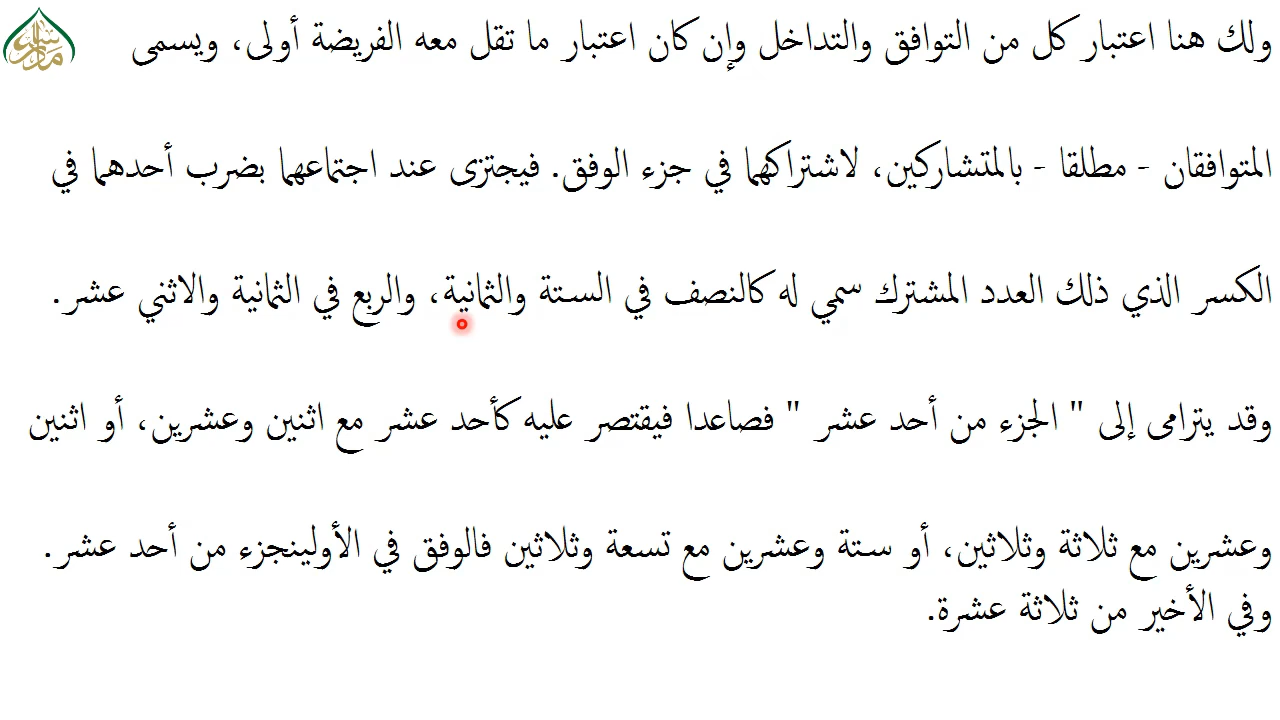 ولك هنا اعتبار كل من التوافق والتداخل وإن كان اعتبار ما تقل معه الفريضة أولى، ويسمى
المتوافقان - مطلقا - بالمتشاركين، لاشتراكهما في جزء الوفق. فيجتزى عند اجتماعهما بضرب أحدهما في
الكسر الذي ذلك العدد المشترك سمي له كالنصف في الستة والثمانية، والربع في الثمانية والاثني عشر.
وقد يترامى إلى " الجزء من أحد عشر " فصاعدا فيقتصر عليه كأحد عشر مع اثنين وعشرين، أو اثنين
وعشرين مع ثلاثة وثلاثين، أو ستة وعشرين مع تسعة وثلاثين فالوفق في الأولينجزء من أحد عشر.
وفي الأخير من ثلاثة عشرة.